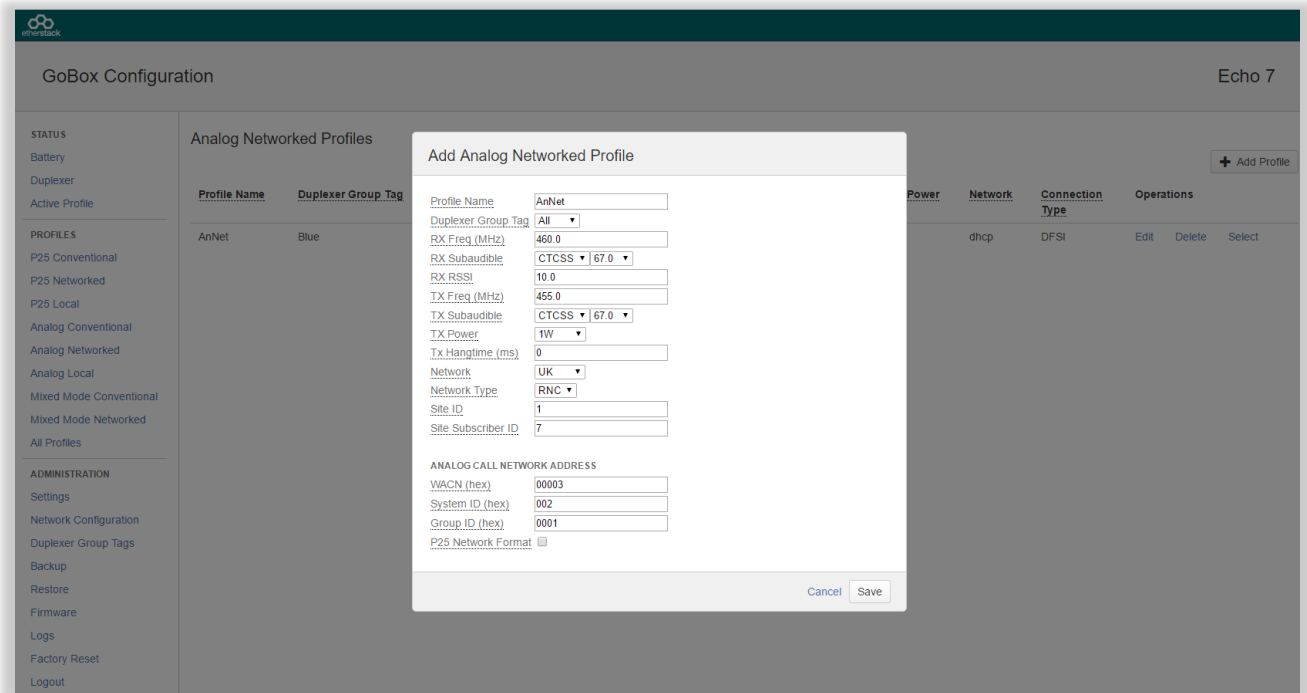 etherstack
GoBox Configuration
Echo 7
STATUS
Battery
Duplexer
Active Profile
PROFILES
P25 Conventional
P25 Networked
P25 Local
Analog Conventional
Analog Networked
Analog Local
Mixed Mode Conventional
Mixed Mode Networked
All Profiles
ADMINISTRATION
Settings
Network Configuration
Duplexer Group Tags
Backup
Restore
Firmware
Logs
Factory Reset
Logout
Analog Networked Profiles
Add Profile
Profile Name Duplexer Group Tag Power Network Connection Type Operations
AnNet Blue dhcp DFSI Edit Delete Select
Add Analog Networked Profile
Profile Name AnNet
Duplexer Group Tag All
RX Freq (MHz) 460.0
RX Subaudible CTCSS 67.0
RX RSSI 10.0
TX Freq (MHz) 455.0
TX Subaudible CTCSS 67.0
TX Power 1W
Tx Hangtime (ms) 0
Network UK
Network Type RNC
Site ID 1
Site Subscriber ID 7
ANALOG CALL NETWORK ADDRESS
WACN (hex) 00003
System ID (hex) 002
Group ID (hex) 0001
P25 Network Format
Cancel Save